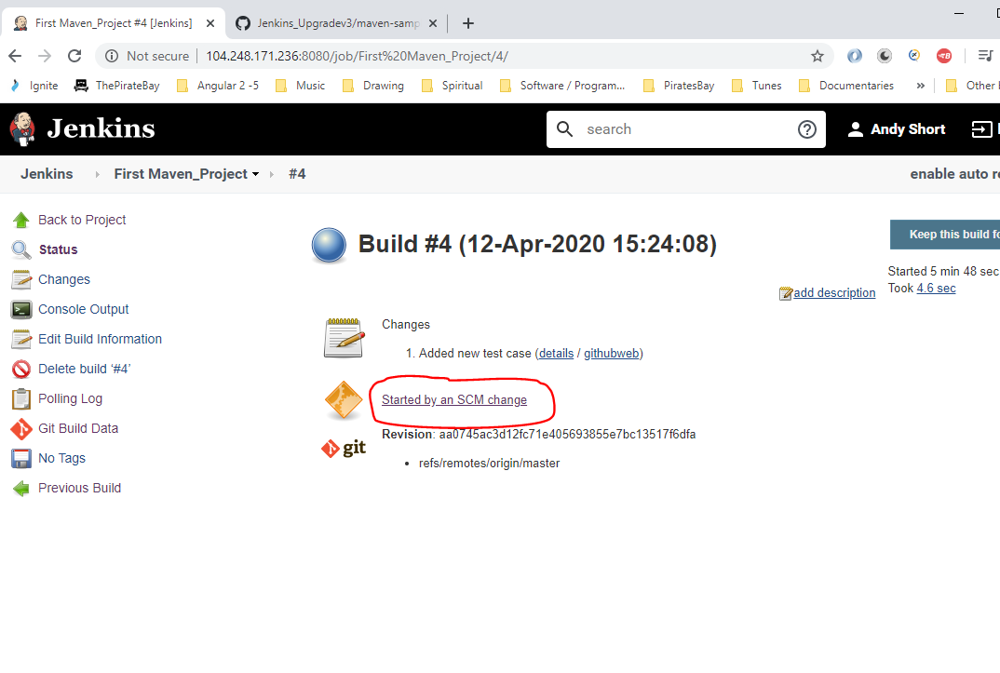 First Maven_Project #4 [Jenkins]
Jenkins_Upgradev3/maven-samp
Not secure
104.248.171.236:8080/job/First%20Maven_Project/4/
Ignite
ThePirateBay
Angular 2 -5
Music
Drawing
Spiritual
Software / Program...
PiratesBay
Tunes
Documentaries
»
Other
Jenkins
search
Andy Short
Jenkins
First Maven_Project
#4
enable auto
Back to Project
Status
Changes
Console Output
Edit Build Information
Delete build ‘#4’
Polling Log
Git Build Data
No Tags
Previous Build
Build #4 (12-Apr-2020 15:24:08)
Keep this build
Started 5 min 48 sec
Took 4.6 sec
add description
Changes
1. Added new test case (details / githubweb)
Started by an SCM change
git
Revision: aa0745ac3d12fc71e405693855e7bc13517f6dfa
• refs/remotes/origin/master